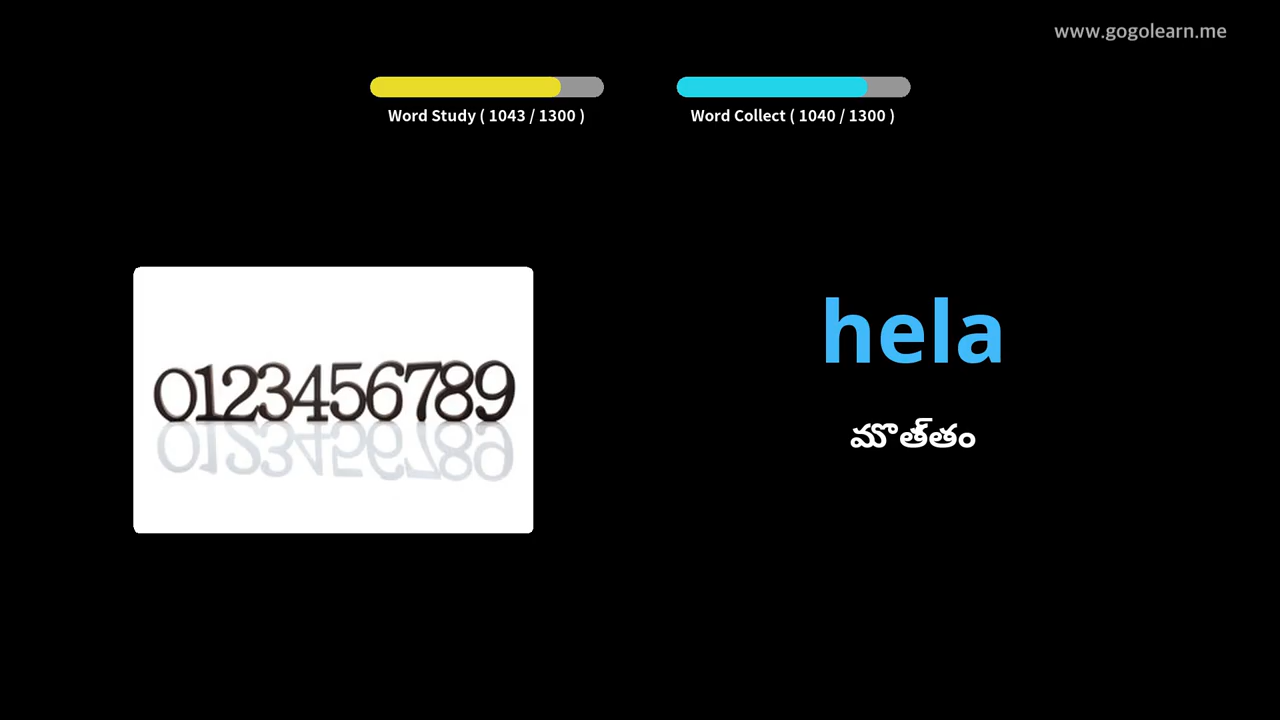 www.gogolearn.me
Word Study ( 1043 / 1300 )
Word Collect ( 1040 / 1300 )
0123456789
hela
మొత్తం